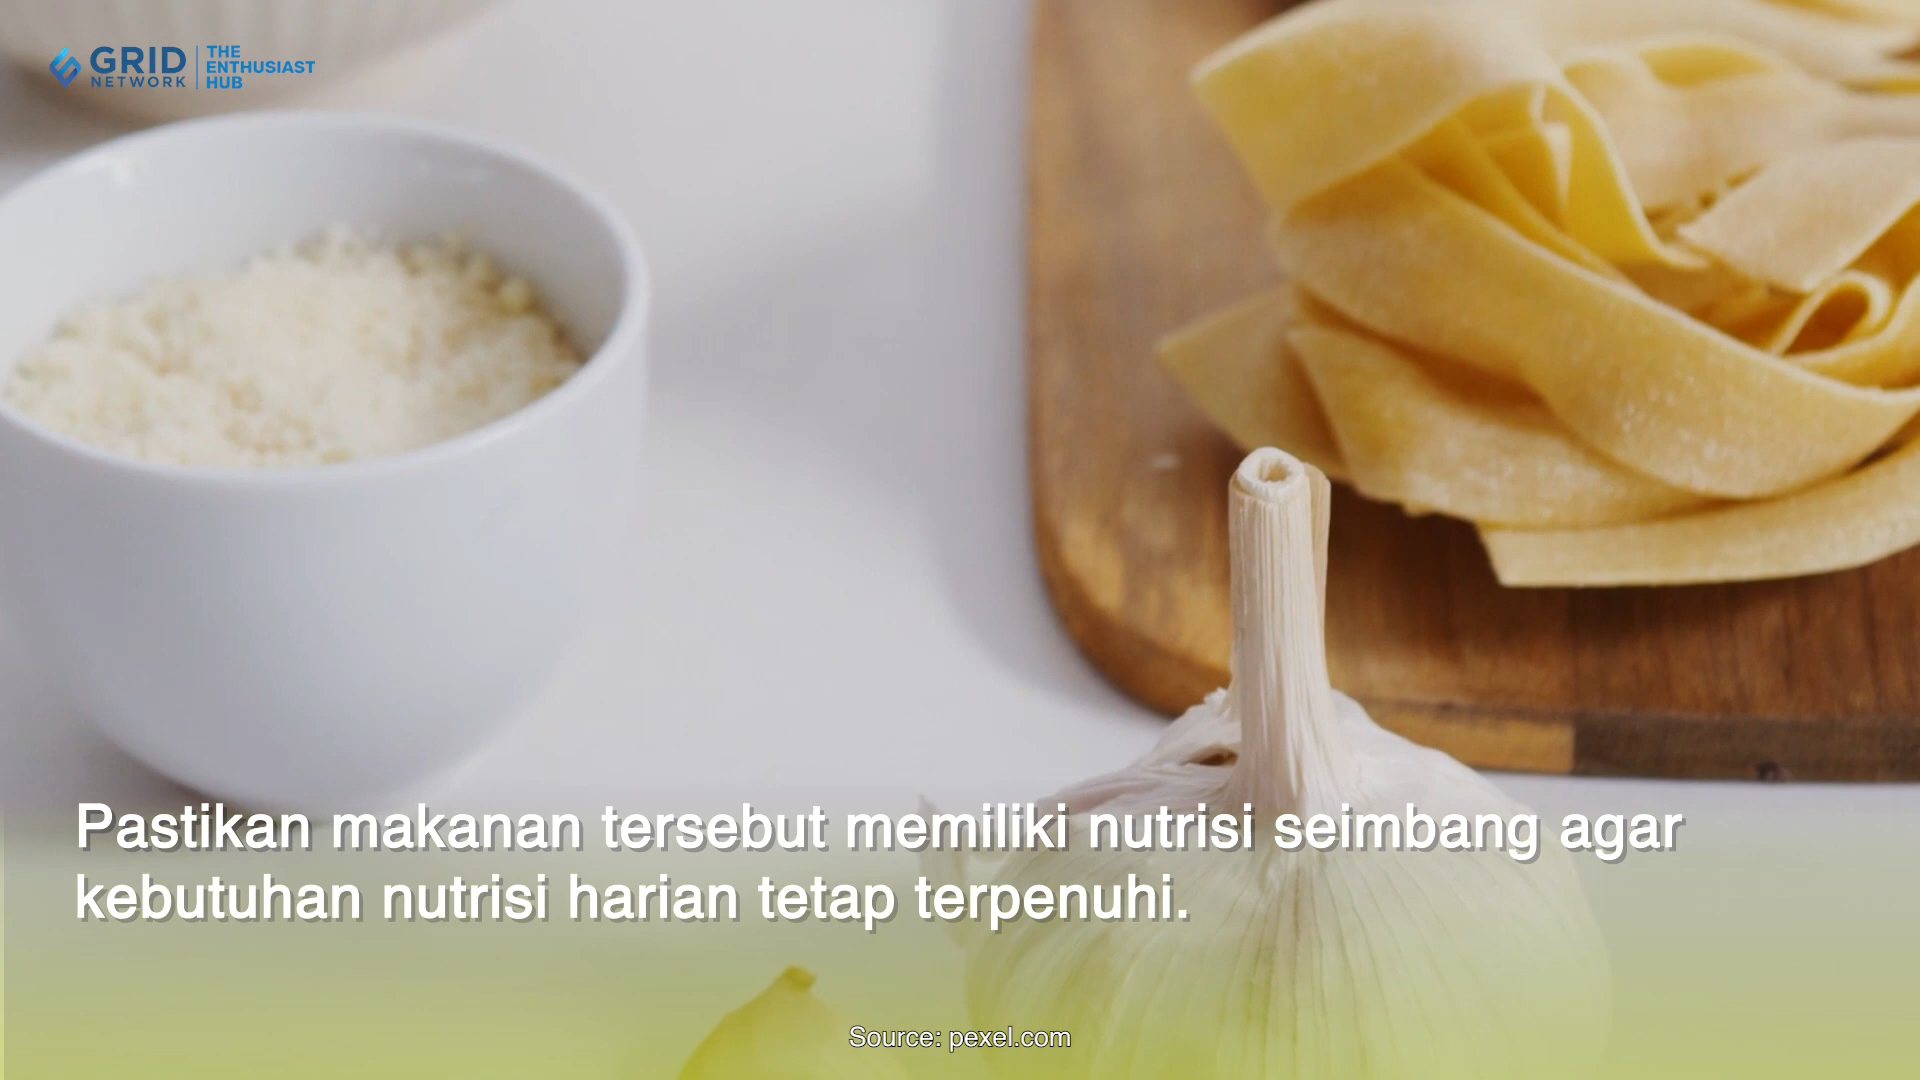 GRID
NETWORK
THE
ENTHUSIAST
HUB
Pastikan makanan tersebut memiliki nutrisi seimbang agar
kebutuhan nutrisi harian tetap terpenuhi.
Source: pexel.com